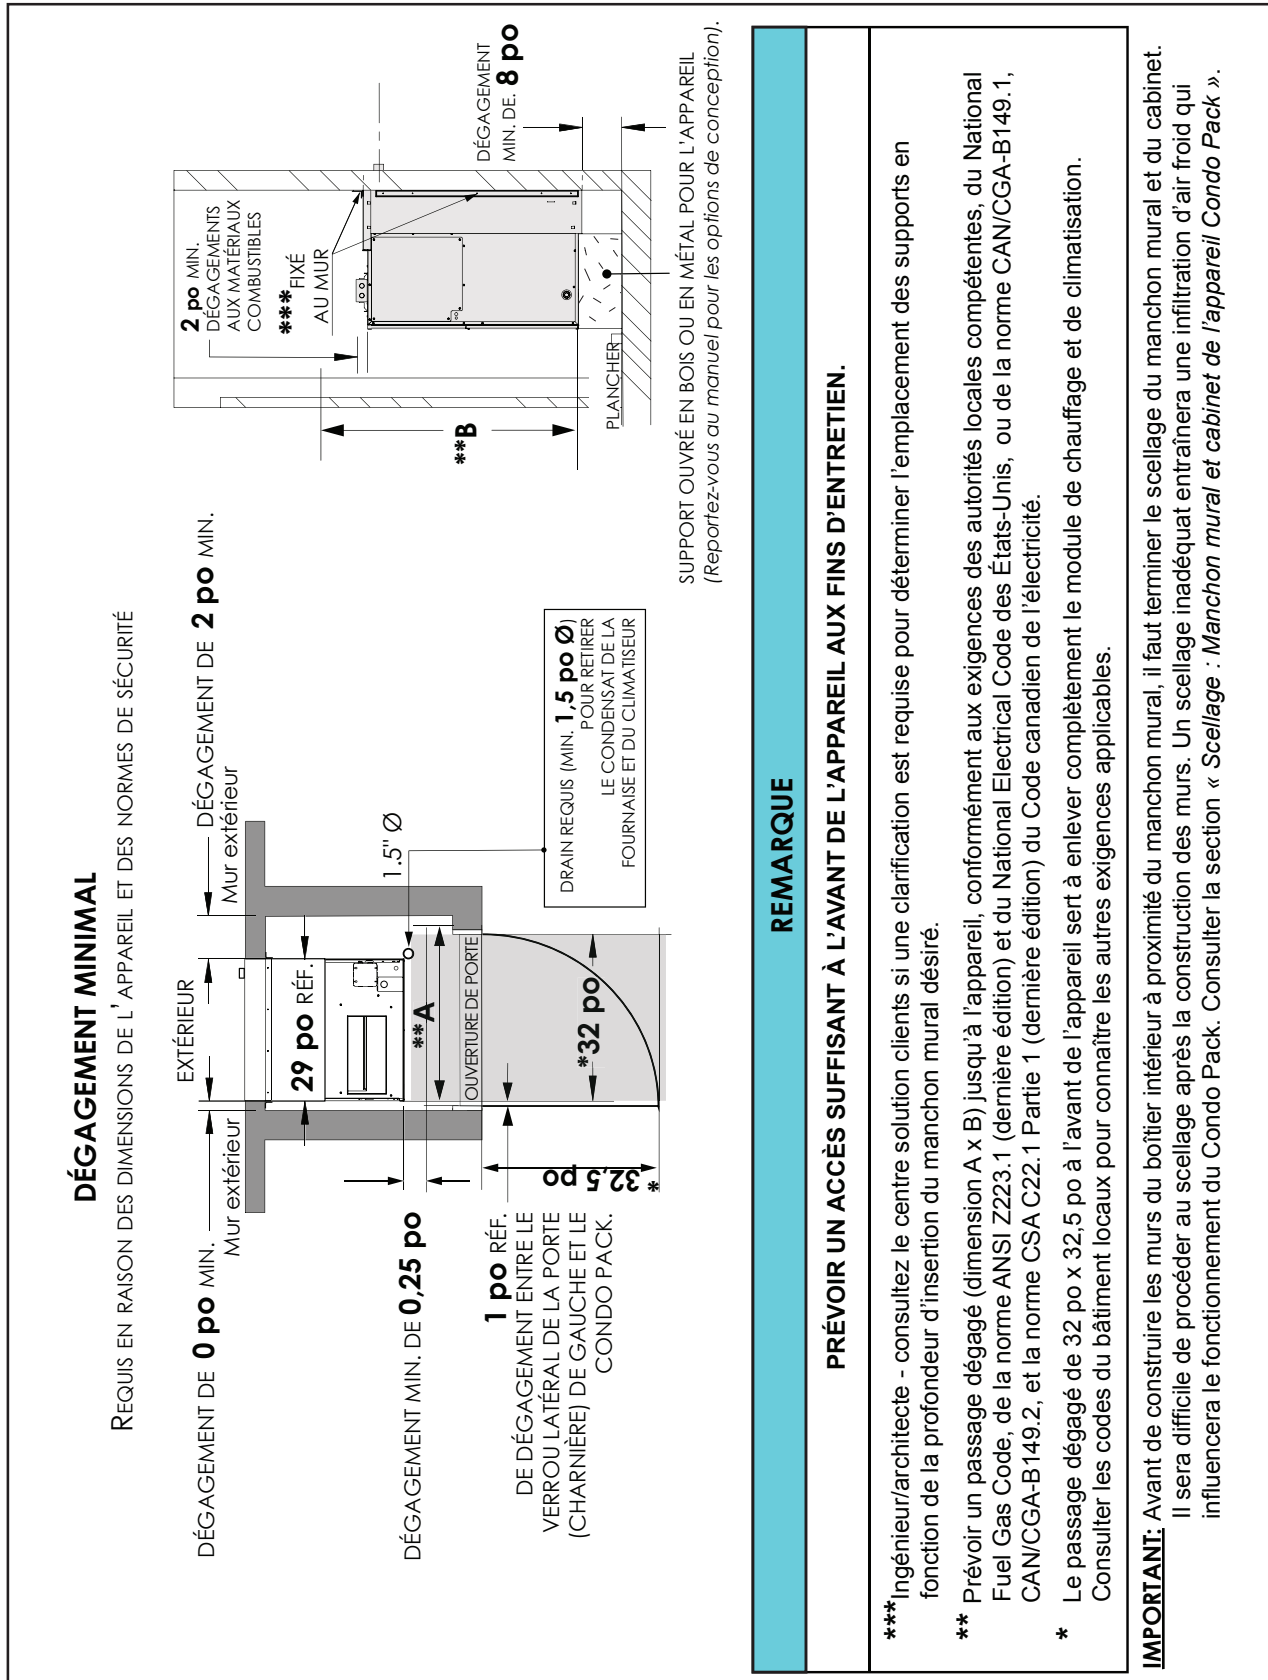 DÉGAGEMENT MINIMAL
REQUIS EN RAISON DES DIMENSIONS DE L'APPAREIL ET DES NORMES DE SÉCURITÉ
DÉGAGEMENT DE 0 po MIN.
Mur extérieur
EXTÉRIEUR
DÉGAGEMENT DE 2 po MIN.
Mur extérieur
29 po RÉF.
1.5" Ø
**A
OUVERTURE DE PORTE
*32 po
* 32,5 po
DÉGAGEMENT MIN. DE 0,25 po
1 po RÉF.
DE DÉGAGEMENT ENTRE LE
VERROU LATÉRAL DE LA PORTE
(CHARNIÈRE) DE GAUCHE ET LE
CONDO PACK.
DRAIN REQUIS (MIN. 1,5 po Ø)
POUR RETIRER
LE CONDENSAT DE LA
FOURNAISE ET DU CLIMATISEUR
2 po MIN.
DÉGAGEMENTS
AUX MATÉRIAUX
COMBUSTIBLES
*** FIXÉ
AU MUR
**B
PLANCHER
DÉGAGEMENT
MIN. DE. 8 po
SUPPORT OUVRÉ EN BOIS OU EN MÉTAL POUR L'APPAREIL
(Reportez-vous au manuel pour les options de conception).
REMARQUE
PRÉVOIR UN ACCÈS SUFFISANT À L'AVANT DE L'APPAREIL AUX FINS D'ENTRETIEN.
*** Ingénieur/architecte - consultez le centre solution clients si une clarification est requise pour déterminer l'emplacement des supports en
fonction de la profondeur d'insertion du manchon mural désiré.
** Prévoir un passage dégagé (dimension A x B) jusqu'à l'appareil, conformément aux exigences des autorités locales compétentes, du National
Fuel Gas Code, de la norme ANSI Z223.1 (dernière édition) et du National Electrical Code des États-Unis, ou de la norme CAN/CGA-B149.1,
CAN/CGA-B149.2, et la norme CSA C22.1 Partie 1 (dernière édition) du Code canadien de l'électricité.
* Le passage dégagé de 32 po x 32,5 po à l'avant de l'appareil sert à enlever complètement le module de chauffage et de climatisation.
Consulter les codes du bâtiment locaux pour connaître les autres exigences applicables.
IMPORTANT: Avant de construire les murs du boîtier intérieur à proximité du manchon mural, il faut terminer le scellage du manchon mural et du cabinet.
Il sera difficile de procéder au scellage après la construction des murs. Un scellage inadéquat entraînera une infiltration d'air froid qui
influencera le fonctionnement du Condo Pack. Consulter la section « Scellage : Manchon mural et cabinet de l'appareil Condo Pack ».